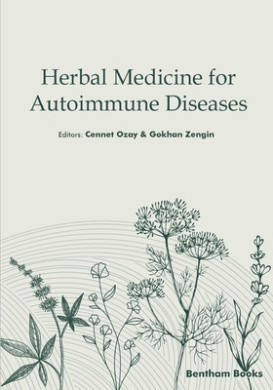 Herbal Medicine for
Autoimmune Diseases
Editors: Cennet Ozay & Gokhan Zengin
Bentham Books